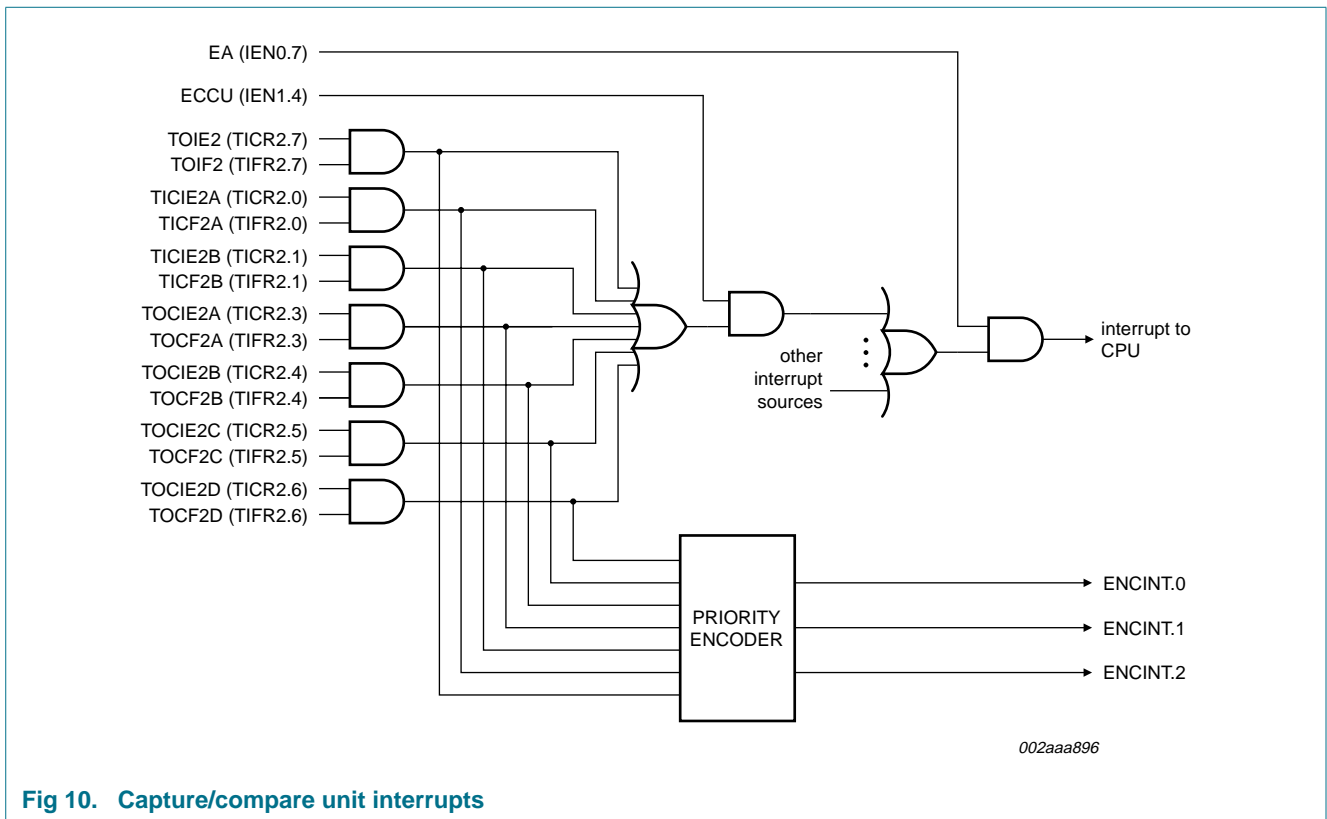 EA (IEN0.7)
ECCU (IEN1.4)
TOIE2 (TICR2.7)
TOIF2 (TIFR2.7)
TICIE2A (TICR2.0)
TICF2A (TIFR2.0)
TICIE2B (TICR2.1)
TICF2B (TIFR2.1)
TOCIE2A (TICR2.3)
TOCF2A (TIFR2.3)
TOCIE2B (TICR2.4)
TOCF2B (TIFR2.4)
TOCIE2C (TICR2.5)
TOCF2C (TIFR2.5)
TOCIE2D (TICR2.6)
TOCF2D (TIFR2.6)
other
interrupt
sources
interrupt to
CPU
PRIORITY
ENCODER
ENCINT.0
ENCINT.1
ENCINT.2
002aaa896
Fig 10. Capture/compare unit interrupts